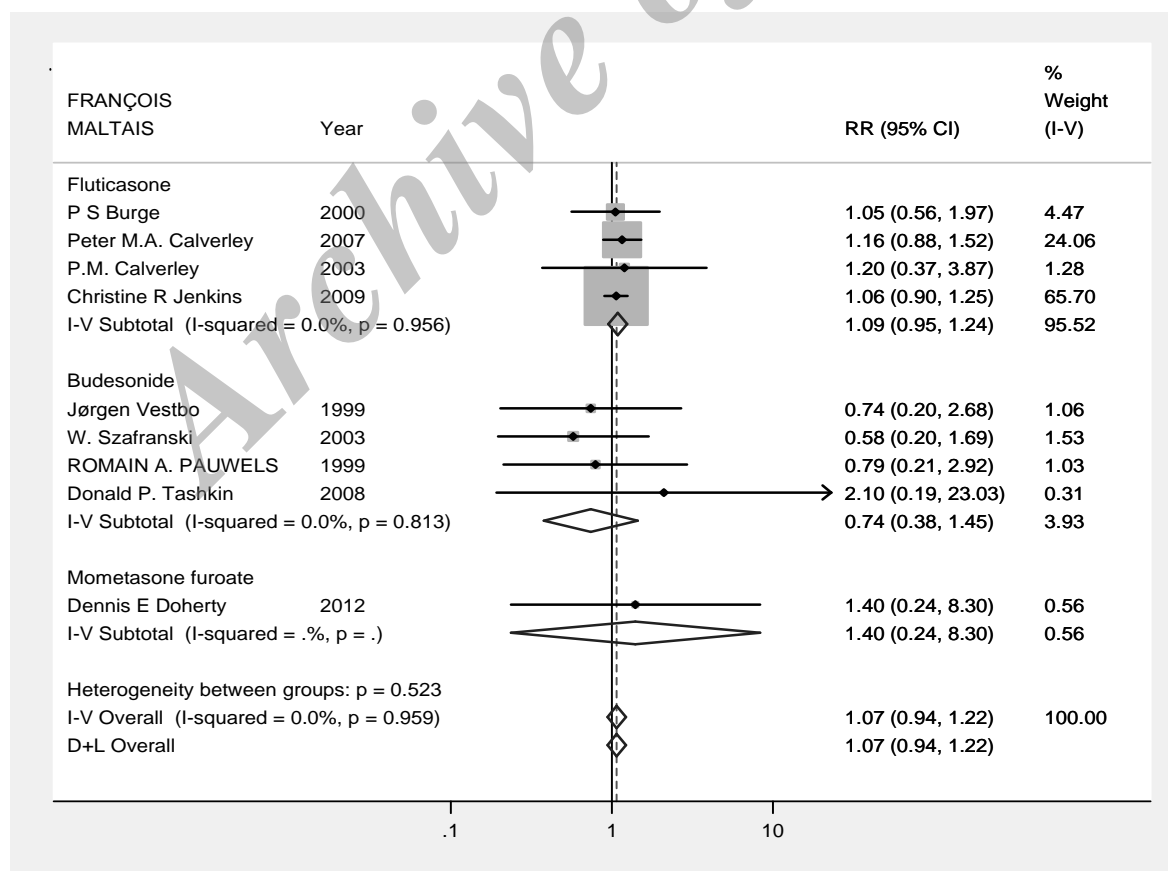 Archive of
%
FRANÇOIS Weight
MALTAIS Year RR (95% CI) (I-V)
Fluticasone
P S Burge 2000 1.05 (0.56, 1.97) 4.47
Peter M.A. Calverley 2007 1.16 (0.88, 1.52) 24.06
P.M. Calverley 2003 1.20 (0.37, 3.87) 1.28
Christine R Jenkins 2009 1.06 (0.90, 1.25) 65.70
I-V Subtotal (I-squared = 0.0%, p = 0.956) 1.09 (0.95, 1.24) 95.52
Budesonide
Jørgen Vestbo 1999 0.74 (0.20, 2.68) 1.06
W. Szafranski 2003 0.58 (0.20, 1.69) 1.53
ROMAIN A. PAUWELS 1999 0.79 (0.21, 2.92) 1.03
Donald P. Tashkin 2008 2.10 (0.19, 23.03) 0.31
I-V Subtotal (I-squared = 0.0%, p = 0.813) 0.74 (0.38, 1.45) 3.93
Mometasone furoate
Dennis E Doherty 2012 1.40 (0.24, 8.30) 0.56
I-V Subtotal (I-squared = .%, p = .) 1.40 (0.24, 8.30) 0.56
Heterogeneity between groups: p = 0.523
I-V Overall (I-squared = 0.0%, p = 0.959) 1.07 (0.94, 1.22) 100.00
D+L Overall 1.07 (0.94, 1.22)
.1 1 10